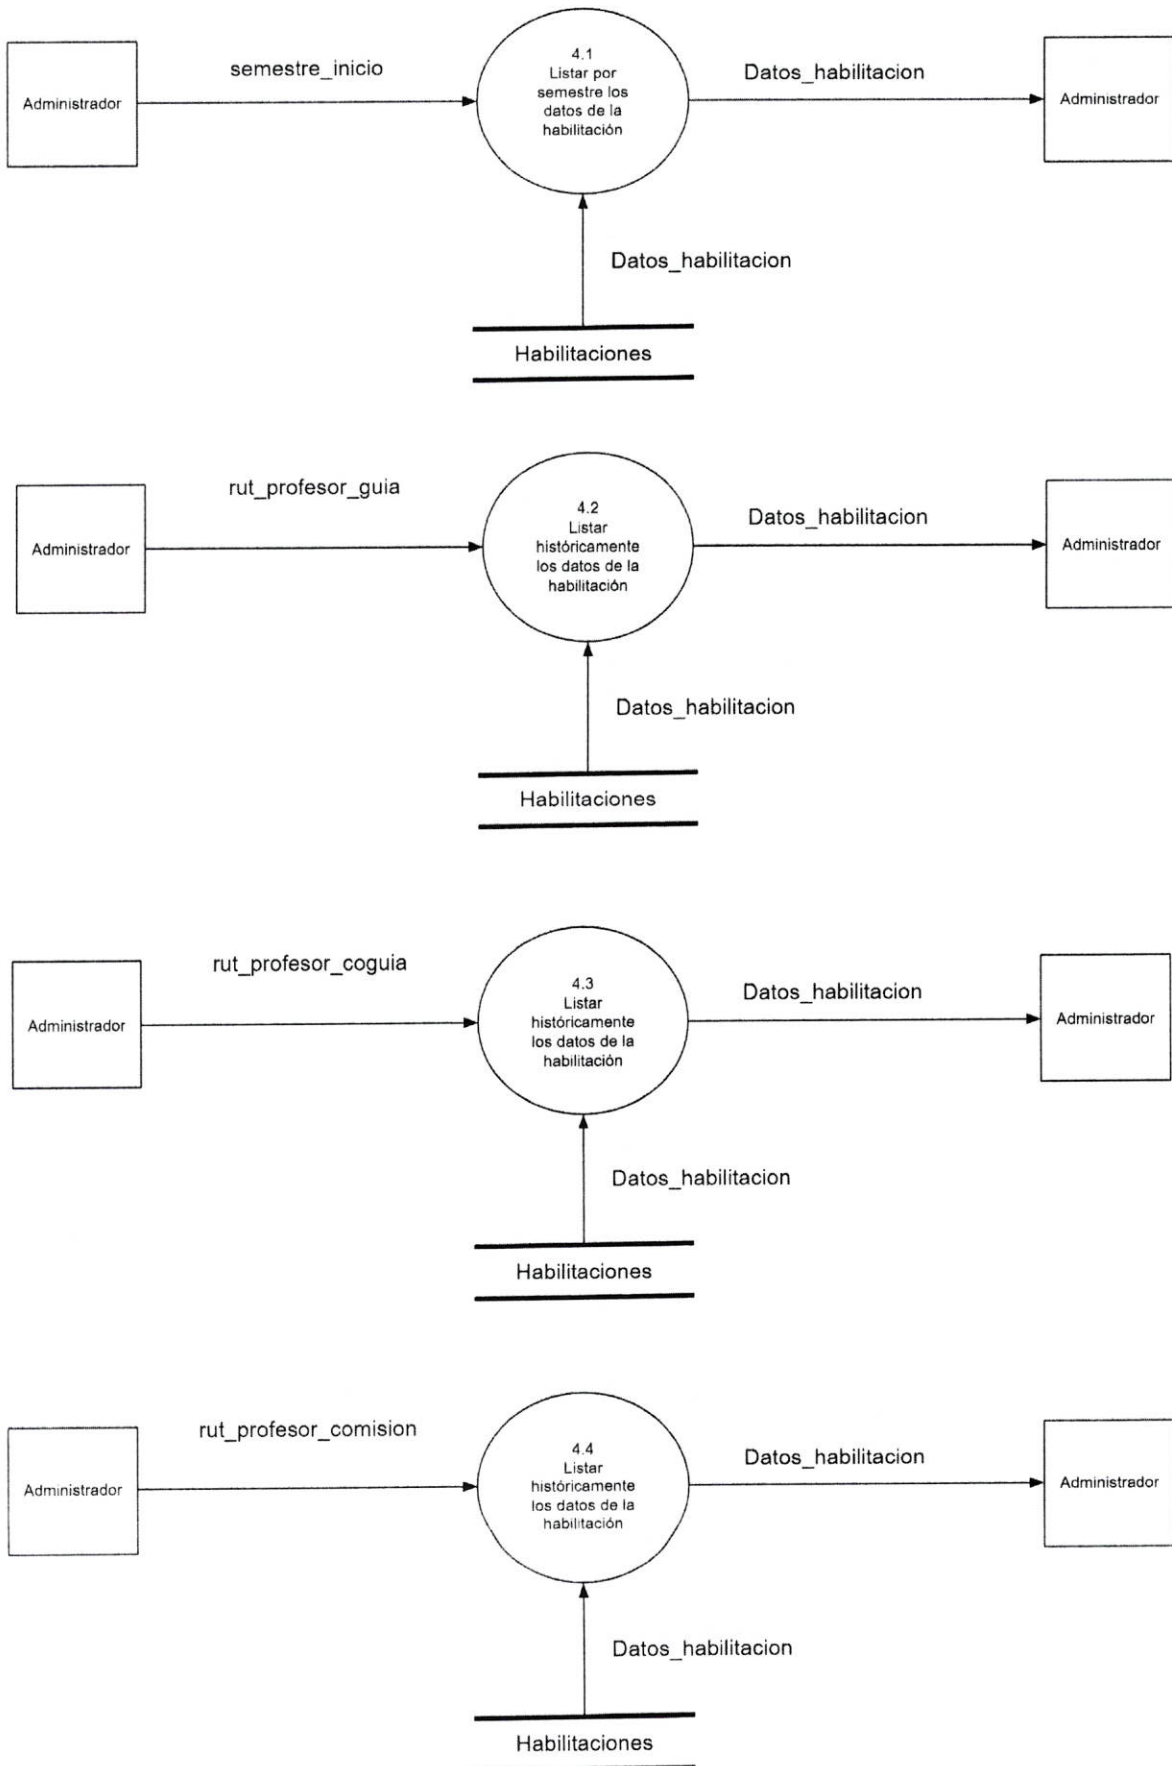 semestre_inicio
Administrador
4.1
Listar por
semestre los
datos de la
habilitación
Datos_habilitacion
Administrador
Datos_habilitacion
Habilitaciones
rut_profesor_guia
Administrador
4.2
Listar
históricamente
los datos de la
habilitación
Datos_habilitacion
Administrador
Datos_habilitacion
Habilitaciones
rut_profesor_coguia
Administrador
4.3
Listar
históricamente
los datos de la
habilitación
Datos_habilitacion
Administrador
Datos_habilitacion
Habilitaciones
rut_profesor_comision
Administrador
4.4
Listar
históricamente
los datos de la
habilitación
Datos_habilitacion
Administrador
Datos_habilitacion
Habilitaciones